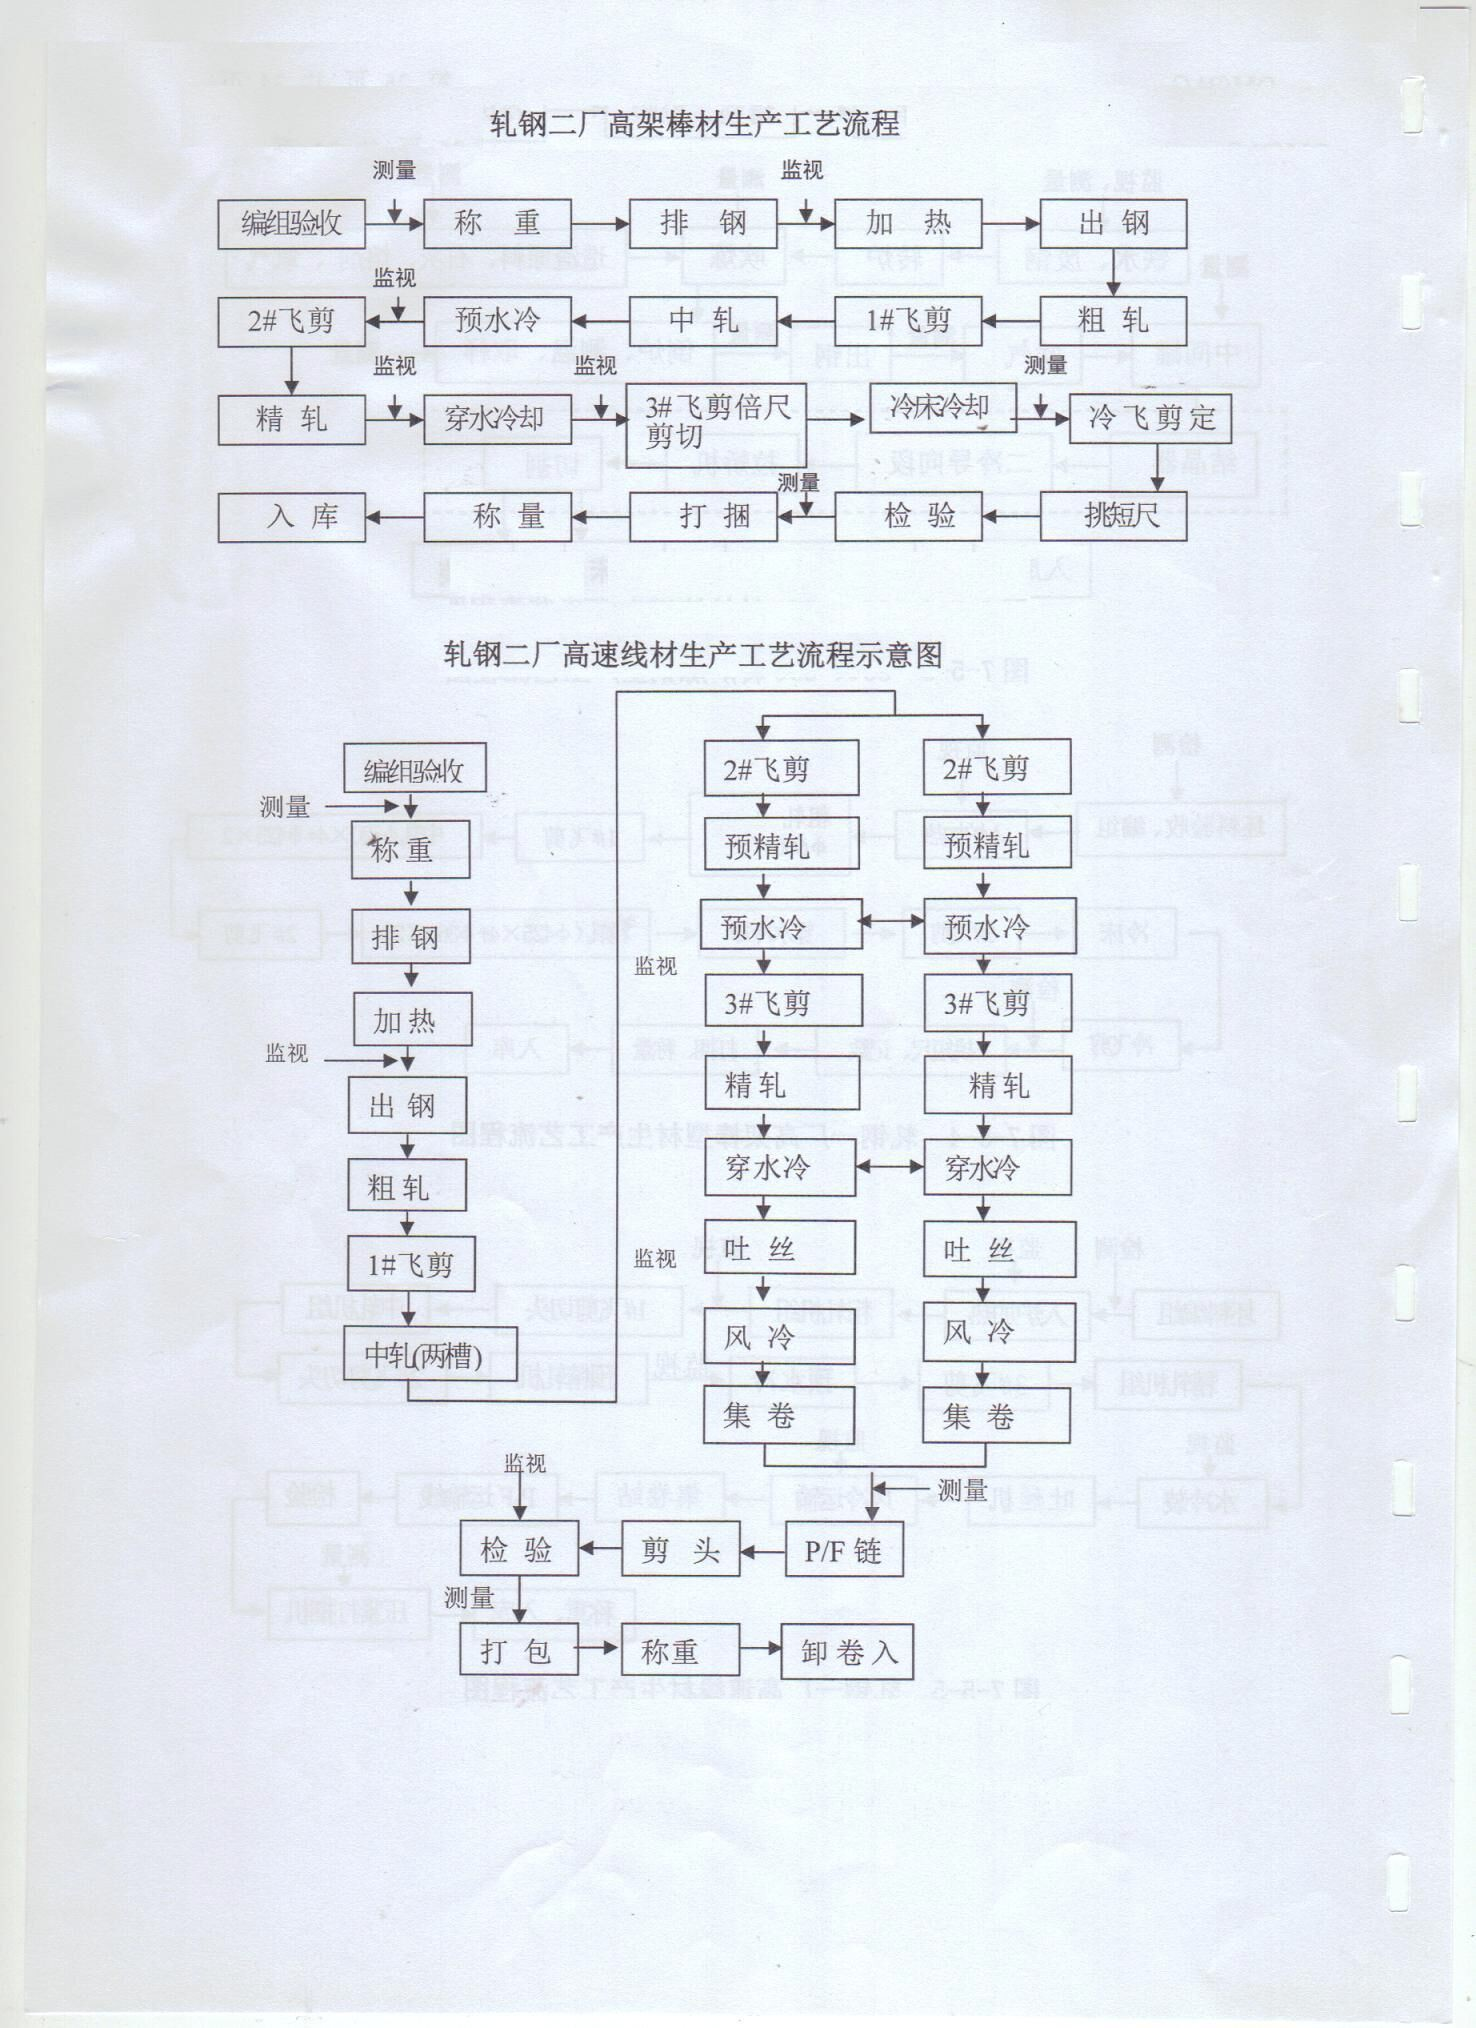 轧钢二厂高架棒材生产工艺流程
测量 监视
编组验收 称重 排钢 加热 出钢
监视
2#飞剪 预水冷 中轧 1#飞剪 粗轧
监视 监视 测量
精轧 穿水冷却 3#飞剪倍尺 冷床冷却 冷飞剪定
剪切
测量
入库 称量 打捆 检验 挑短尺
轧钢二厂高速线材生产工艺流程示意图
编组验收
测量
称重
排钢
加热
监视
出钢
粗轧
1#飞剪
中轧(两槽)
2#飞剪 2#飞剪
预精轧 预精轧
预水冷 预水冷
监视
3#飞剪 3#飞剪
精轧 精轧
穿水冷 穿水冷
吐丝 吐丝
监视
风冷 风冷
集卷 集卷
监视 测量
检验 剪头 P/F链
测量
打包 称重 卸卷入